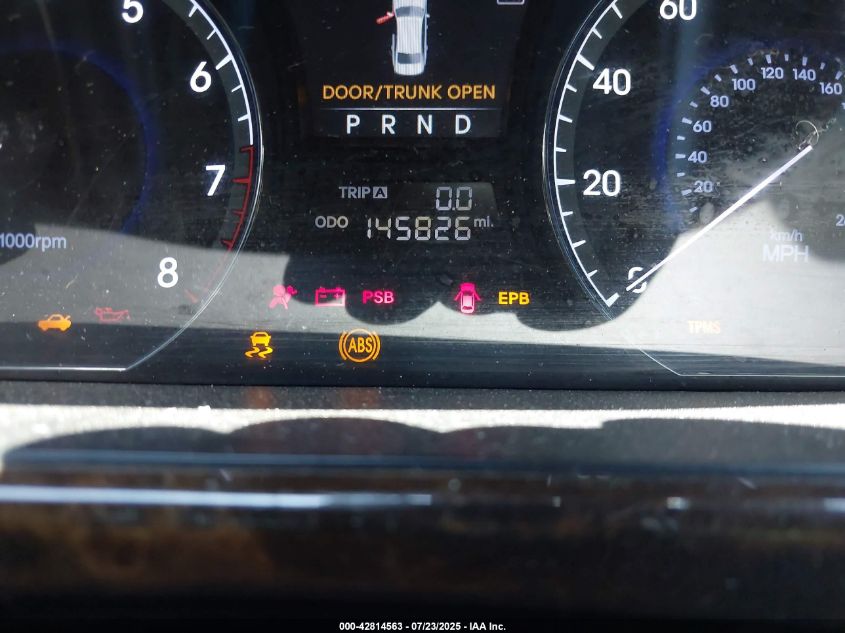 5
6
7
8
1000rpm
DOOR/TRUNK OPEN
P R N D
TRIP A 0.0
ODO 145826 mi.
PSB
EPB
ABS
TPMS
60
40
20
0
20
40
60
80
100
120
140
160
km/h
MPH
000-42814563 - 07/23/2025 - IAA Inc.